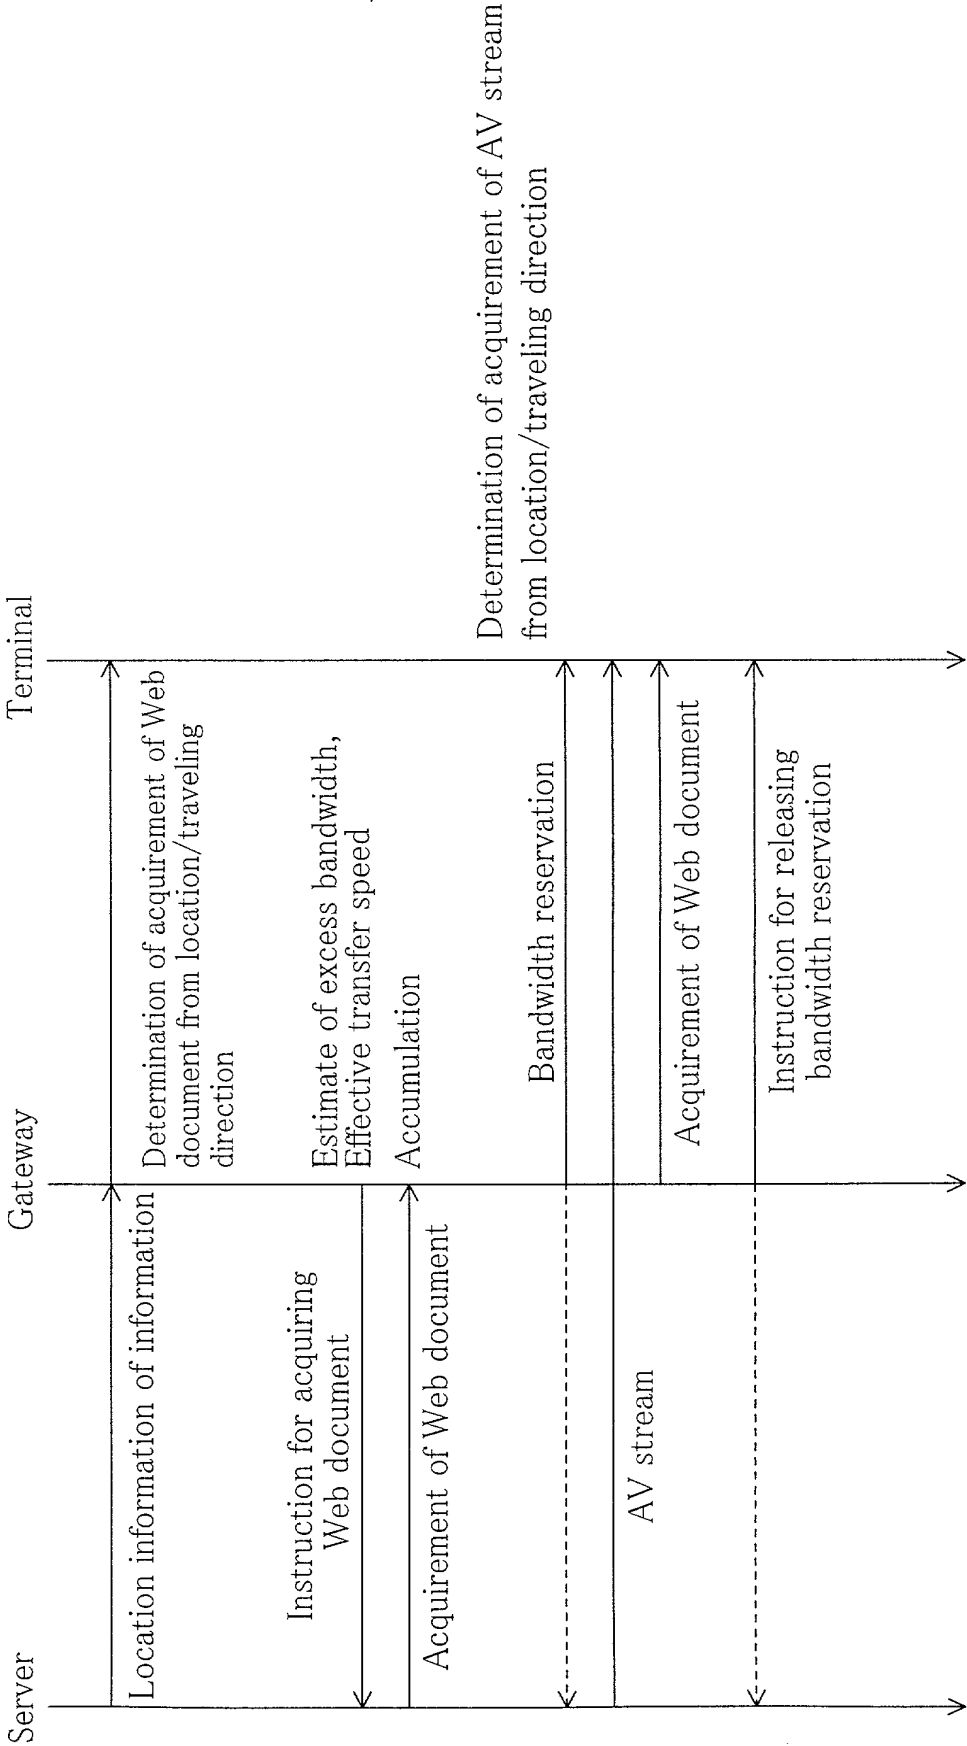 Server
Gateway
Terminal
Location information of information
Determination of acquirement of Web
document from location/traveling
direction
Instruction for acquiring
Web document
Estimate of excess bandwidth,
Effective transfer speed
Acquirement of Web document
Accumulation
Determination of acquirement of AV stream
from location/traveling direction
Bandwidth reservation
AV stream
Acquirement of Web document
Instruction for releasing
bandwidth reservation